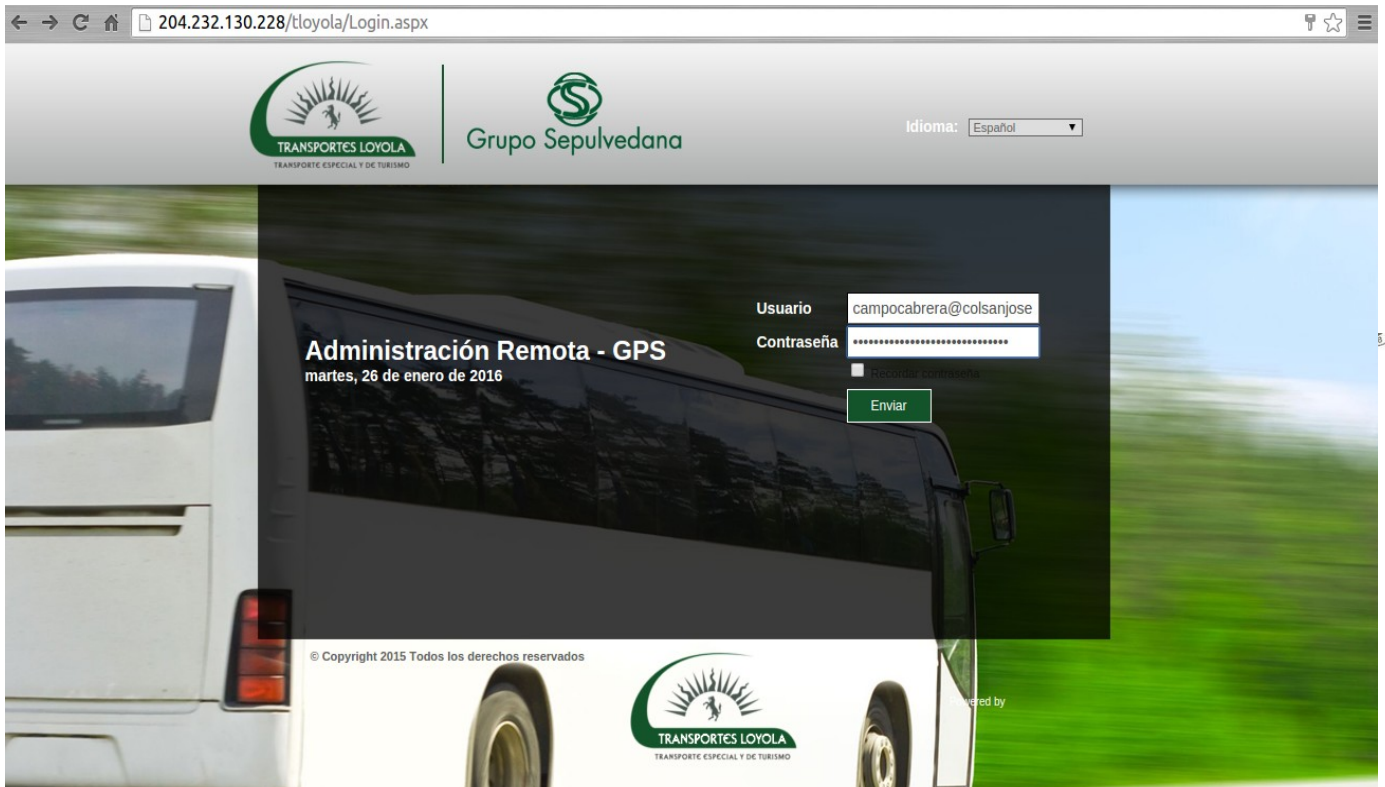 204.232.130.228/tloyola/Login.aspx
TRANSPORTES LOYOLA
TRANSPORTE ESPECIAL Y DE TURISMO
Grupo Sepulvedana
Idioma: Español
Usuario campocabrera@colsanjose
Contraseña ••••••••••••••••••••••••••••••
Recordar contraseña
Enviar
Administración Remota - GPS
martes, 26 de enero de 2016
© Copyright 2015 Todos los derechos reservados
TRANSPORTES LOYOLA
TRANSPORTE ESPECIAL Y DE TURISMO
Powered by